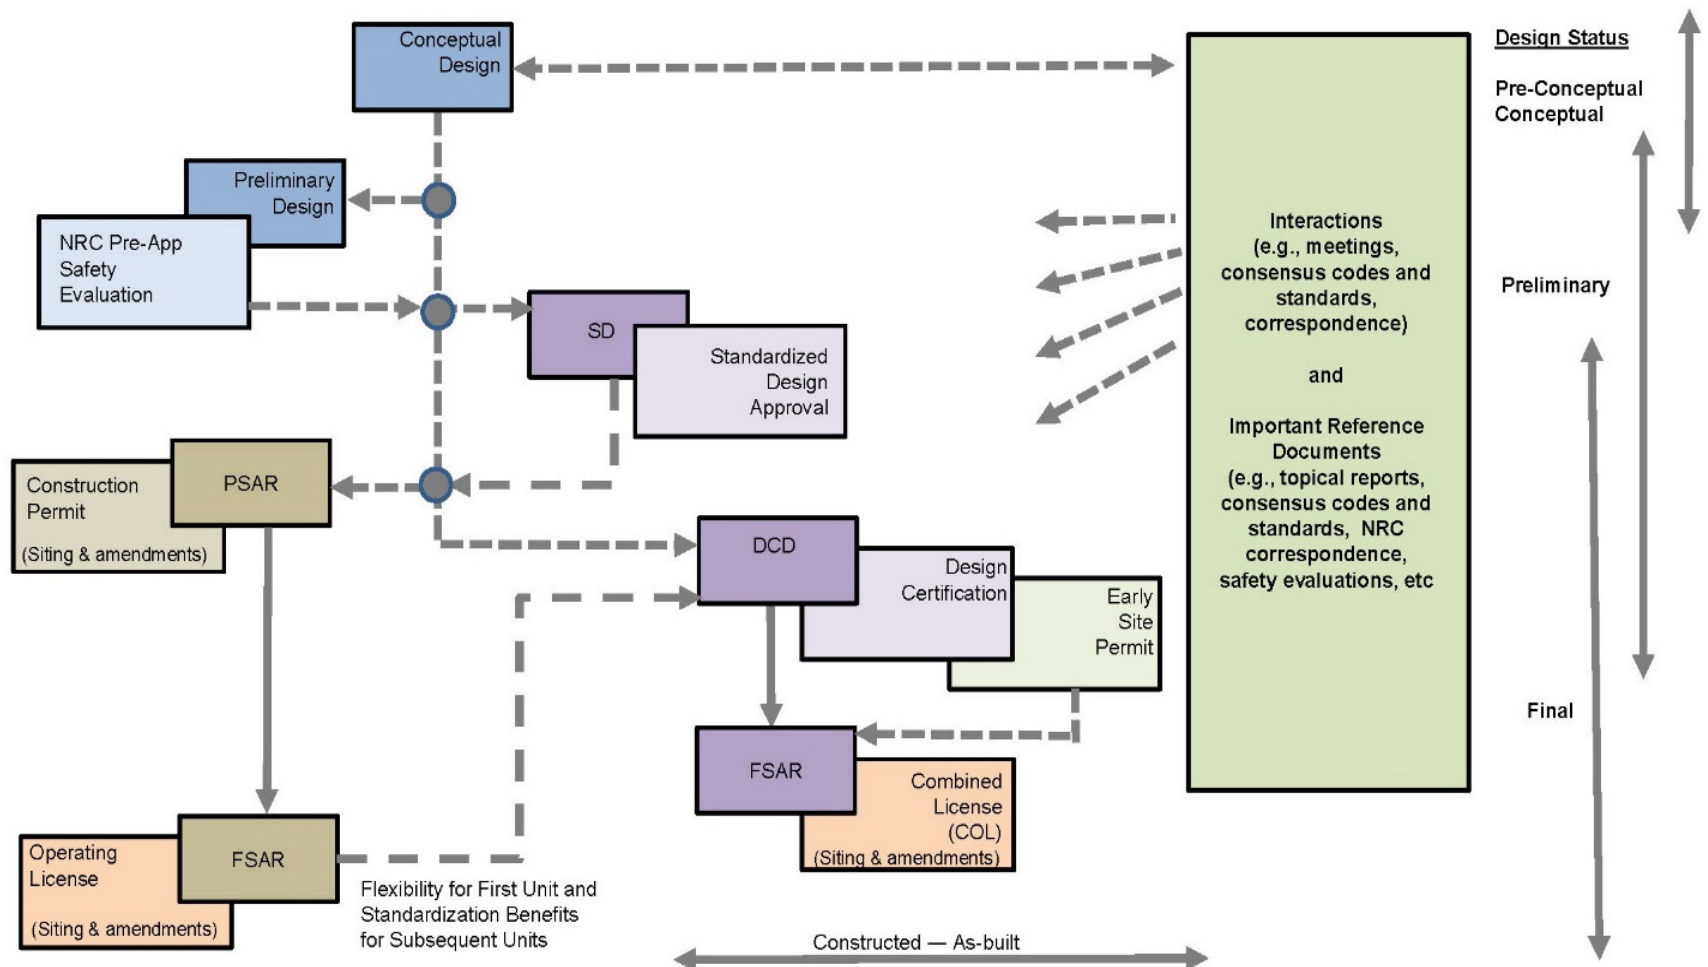 Conceptual
Design
Design Status
Pre-Conceptual
Conceptual
Preliminary
Design
NRC Pre-App
Safety
Evaluation
SD
Standardized
Design
Approval
Interactions
(e.g., meetings,
consensus codes and
standards,
correspondence)
and
Important Reference
Documents
(e.g., topical reports,
consensus codes and
standards, NRC
correspondence,
safety evaluations, etc
Preliminary
Construction
Permit
(Siting & amendments)
PSAR
DCD
Design
Certification
Early
Site
Permit
Final
FSAR
Combined
License
(COL)
(Siting & amendments)
Operating
License
(Siting & amendments)
FSAR
Flexibility for First Unit and
Standardization Benefits
for Subsequent Units
Constructed — As-built